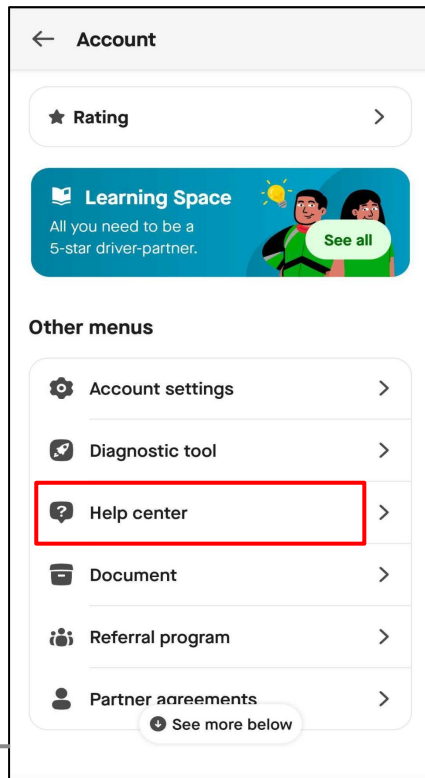 Account
Rating
Learning Space
All you need to be a
5-star driver-partner.
See all
Other menus
Account settings
Diagnostic tool
Help center
Document
Referral program
Partner agreements
See more below